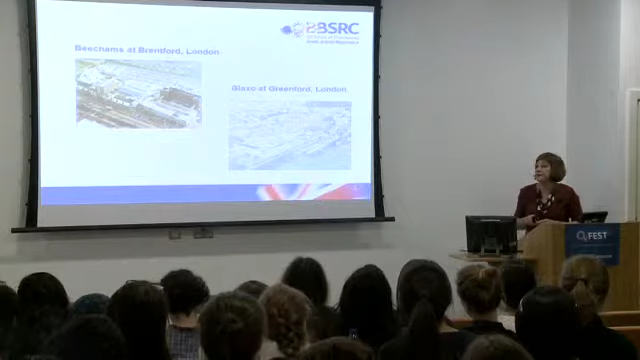 BBSRC
Beechams at Brentford, London
Glaxo at Greenford, London
FEST